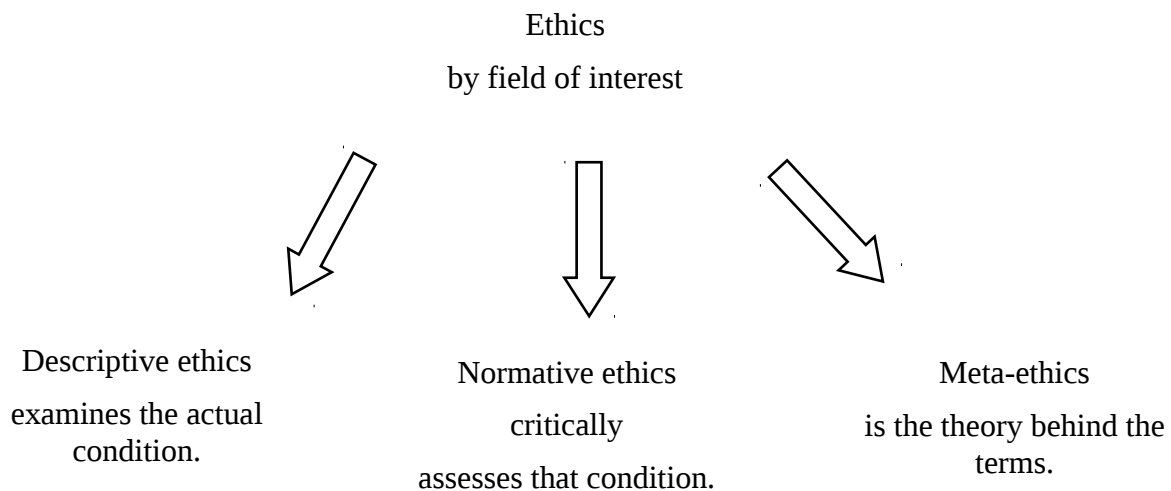 Ethics
by field of interest
Descriptive ethics
examines the actual
condition.
Normative ethics
critically
assesses that condition.
Meta-ethics
is the theory behind the
terms.